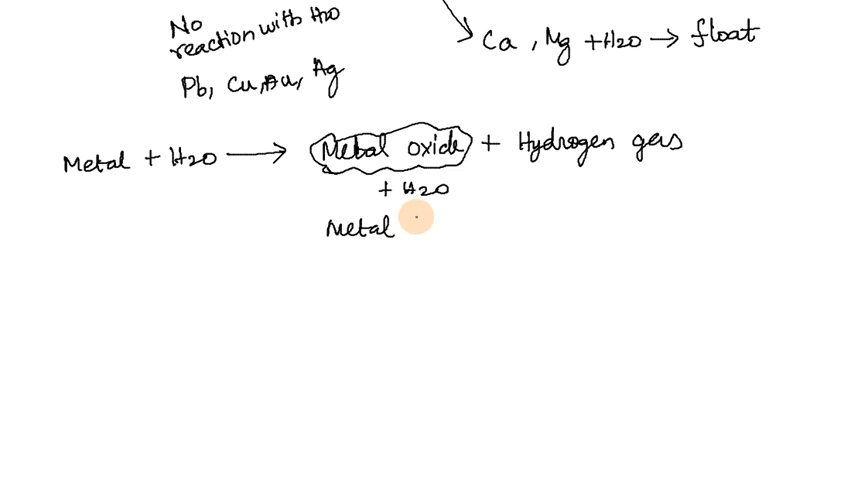 No
reaction with H2O
Pb, Cu, Au, Ag
Ca, Mg + H2O → float
Metal + H2O → Metal oxide + Hydrogen gas
+ H2O
Metal